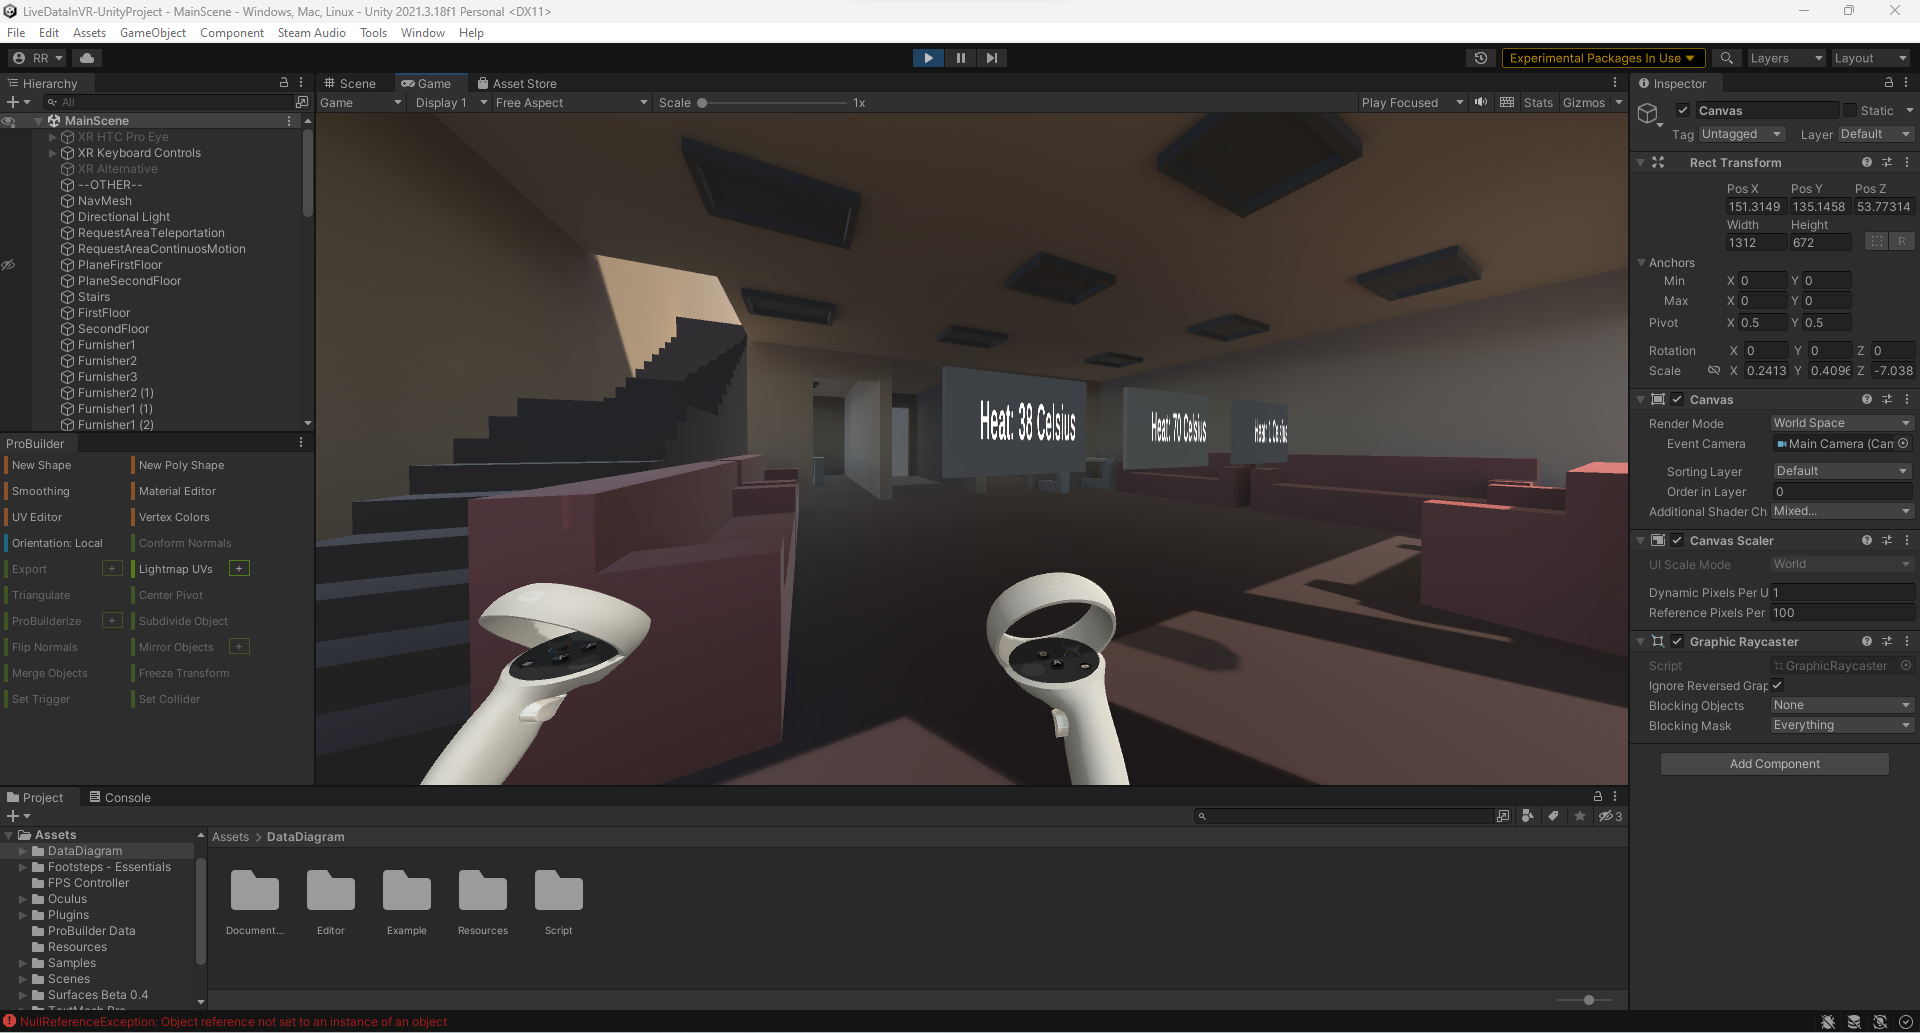 LiveDataInVR-UnityProject - MainScene - Windows, Mac, Linux - Unity 2021.3.18f1 Personal <DX11>
File Edit Assets GameObject Component Steam Audio Tools Window Help
RR
Experimental Packages In Use
Layers
Layout
Hierarchy
All
MainScene
XR HTC Pro Eye
XR Keyboard Controls
XR Alternative
--OTHER--
NavMesh
Directional Light
RequestAreaTeleportation
RequestAreaContinuosMotion
PlaneFirstFloor
PlaneSecondFloor
Stairs
FirstFloor
SecondFloor
Furnisher1
Furnisher2
Furnisher3
Furnisher2 (1)
Furnisher1 (1)
Furnisher1 (2)
ProBuilder
New Shape New Poly Shape
Smoothing Material Editor
UV Editor Vertex Colors
Orientation: Local Conform Normals
Export + Lightmap UVs +
Triangulate Center Pivot
ProBuilderize + Subdivide Object
Flip Normals Mirror Objects +
Merge Objects Freeze Transform
Set Trigger Set Collider
Scene Game Asset Store
Game Display 1 Free Aspect Scale 1x Play Focused Stats Gizmos
Heat: 38 Celsius
Heat: 70 Celsius
Inspector
Canvas Static
Tag Untagged Layer Default
Rect Transform
Pos X Pos Y Pos Z
151.3149 135.1458 53.77314
Width Height
1312 672
R
Anchors
Min X 0 Y 0
Max X 0 Y 0
Pivot X 0.5 Y 0.5
Rotation X 0 Y 0 Z 0
Scale X 0.2413 Y 0.4096 Z -7.038
Canvas
Render Mode World Space
Event Camera Main Camera (Cam
Sorting Layer Default
Order in Layer 0
Additional Shader Ch Mixed...
Canvas Scaler
UI Scale Mode World
Dynamic Pixels Per U 1
Reference Pixels Per 100
Graphic Raycaster
Script GraphicRaycaster
Ignore Reversed Grap
Blocking Objects None
Blocking Mask Everything
Add Component
Project Console
3
Assets
DataDiagram
Footsteps - Essentials
FPS Controller
Oculus
Plugins
ProBuilder Data
Resources
Samples
Scenes
Surfaces Beta 0.4
Assets > DataDiagram
Document... Editor Example Resources Script
NullReferenceException: Object reference not set to an instance of an object